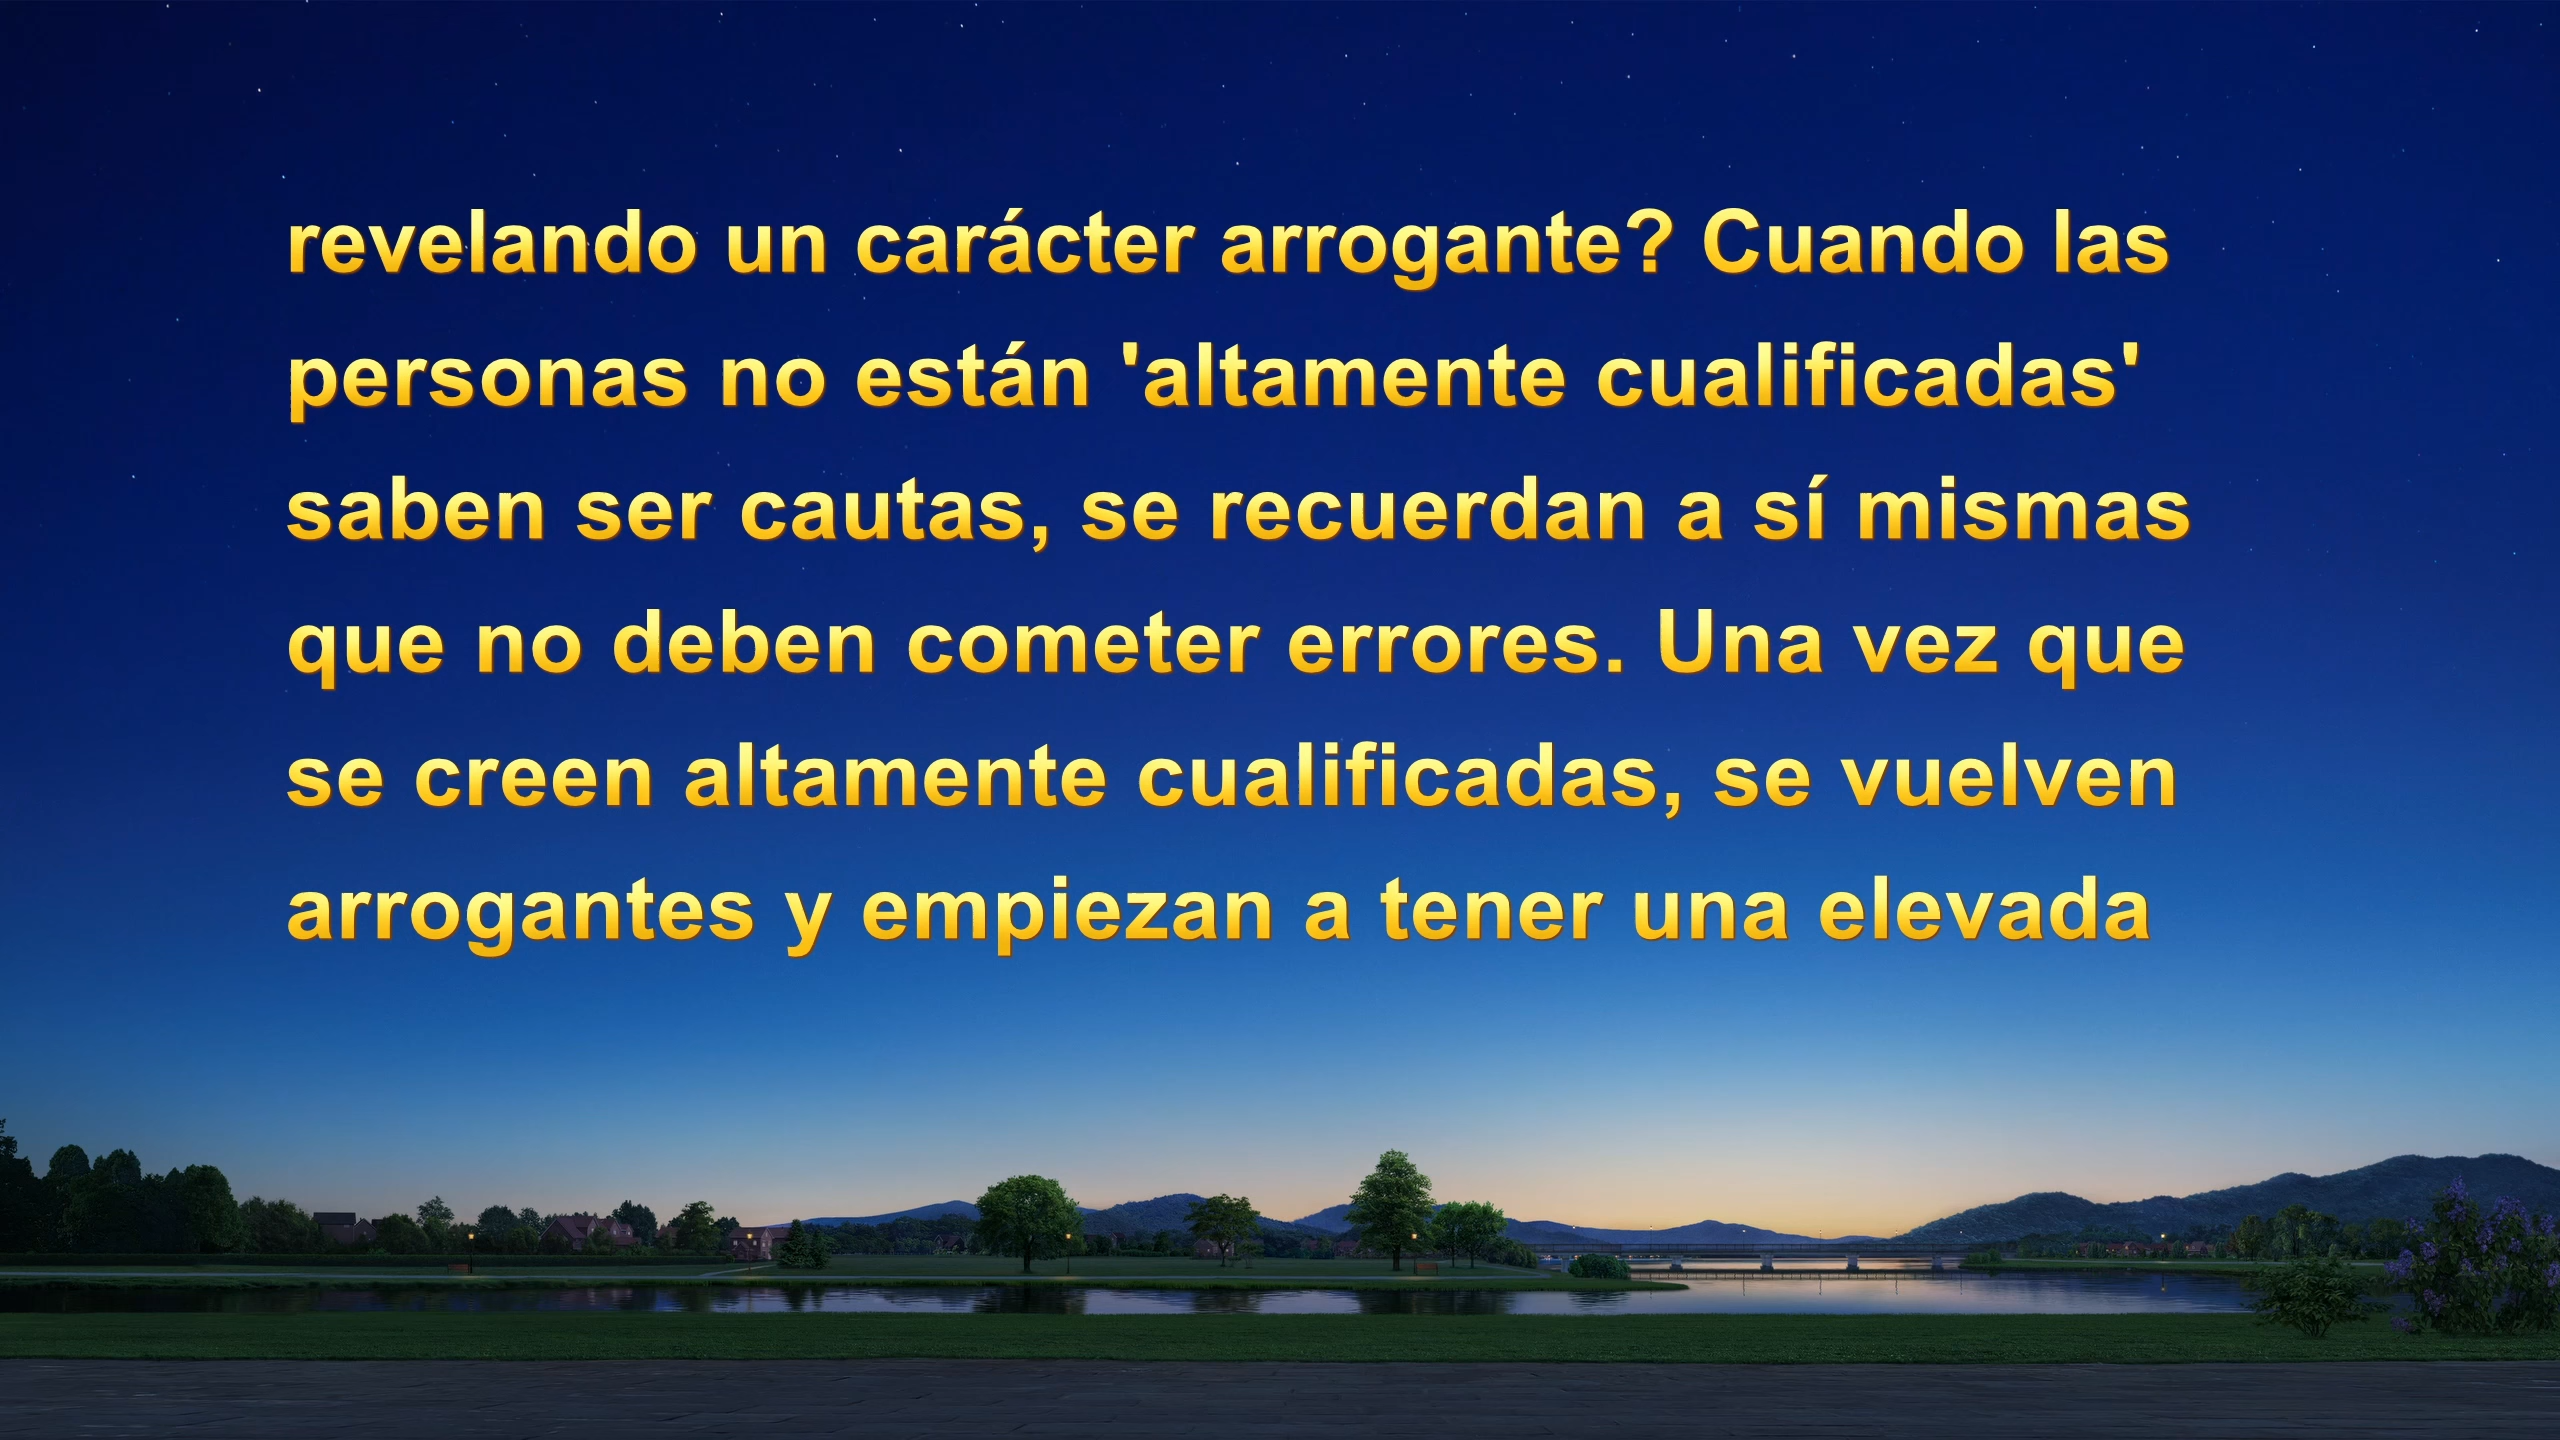 revelando un carácter arrogante? Cuando las
personas no están 'altamente cualificadas'
saben ser cautas, se recuerdan a sí mismas
que no deben cometer errores. Una vez que
se creen altamente cualificadas, se vuelven
arrogantes y empiezan a tener una elevada